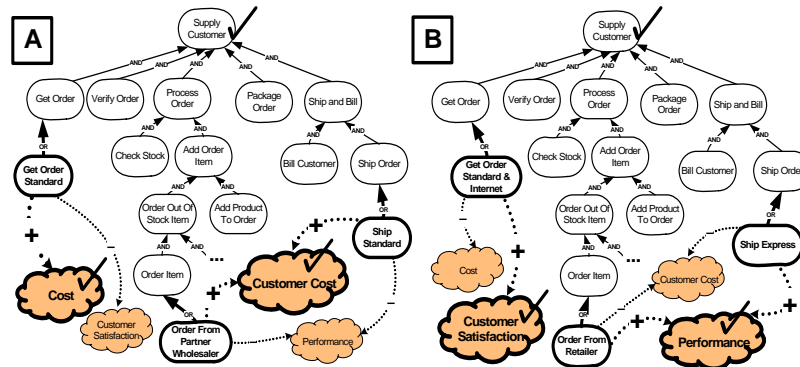 A
Supply
Customer
AND
AND
AND
AND
AND
Get Order
Verify Order
Process
Order
Package
Order
Ship and Bill
OR
AND
AND
AND
AND
Get Order
Standard
Check Stock
Add Order
Item
Bill Customer
Ship Order
AND
AND
OR
Order Out Of
Stock Item
Add Product
To Order
Ship
Standard
+
–
AND
AND
...
+
–
Order Item
+
Cost
Customer Cost
OR
Customer
Satisfaction
Order From
Partner
Wholesaler
–
Performance
B
Supply
Customer
AND
AND
AND
AND
AND
Get Order
Verify Order
Process
Order
Package
Order
Ship and Bill
OR
AND
AND
AND
AND
Get Order
Standard &
Internet
Check Stock
Add Order
Item
Bill Customer
Ship Order
AND
AND
OR
Order Out Of
Stock Item
Add Product
To Order
Ship Express
–
+
AND
AND
...
–
+
Cost
Order Item
Customer Cost
OR
–
Customer
Satisfaction
Order From
Retailer
+
Performance